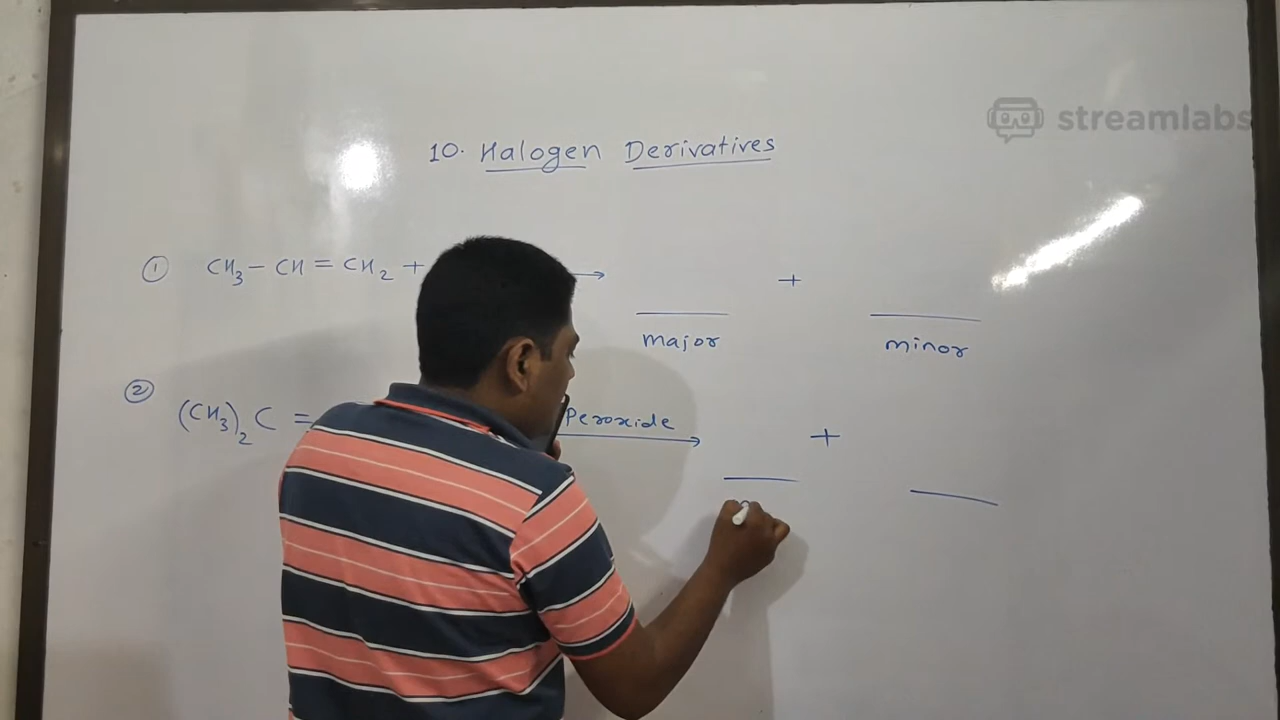 streamlabs
10. Halogen Derivatives
① CH₃ – CH = CH₂ + → +
major minor
② (CH₃)₂ C = Peroxide → +